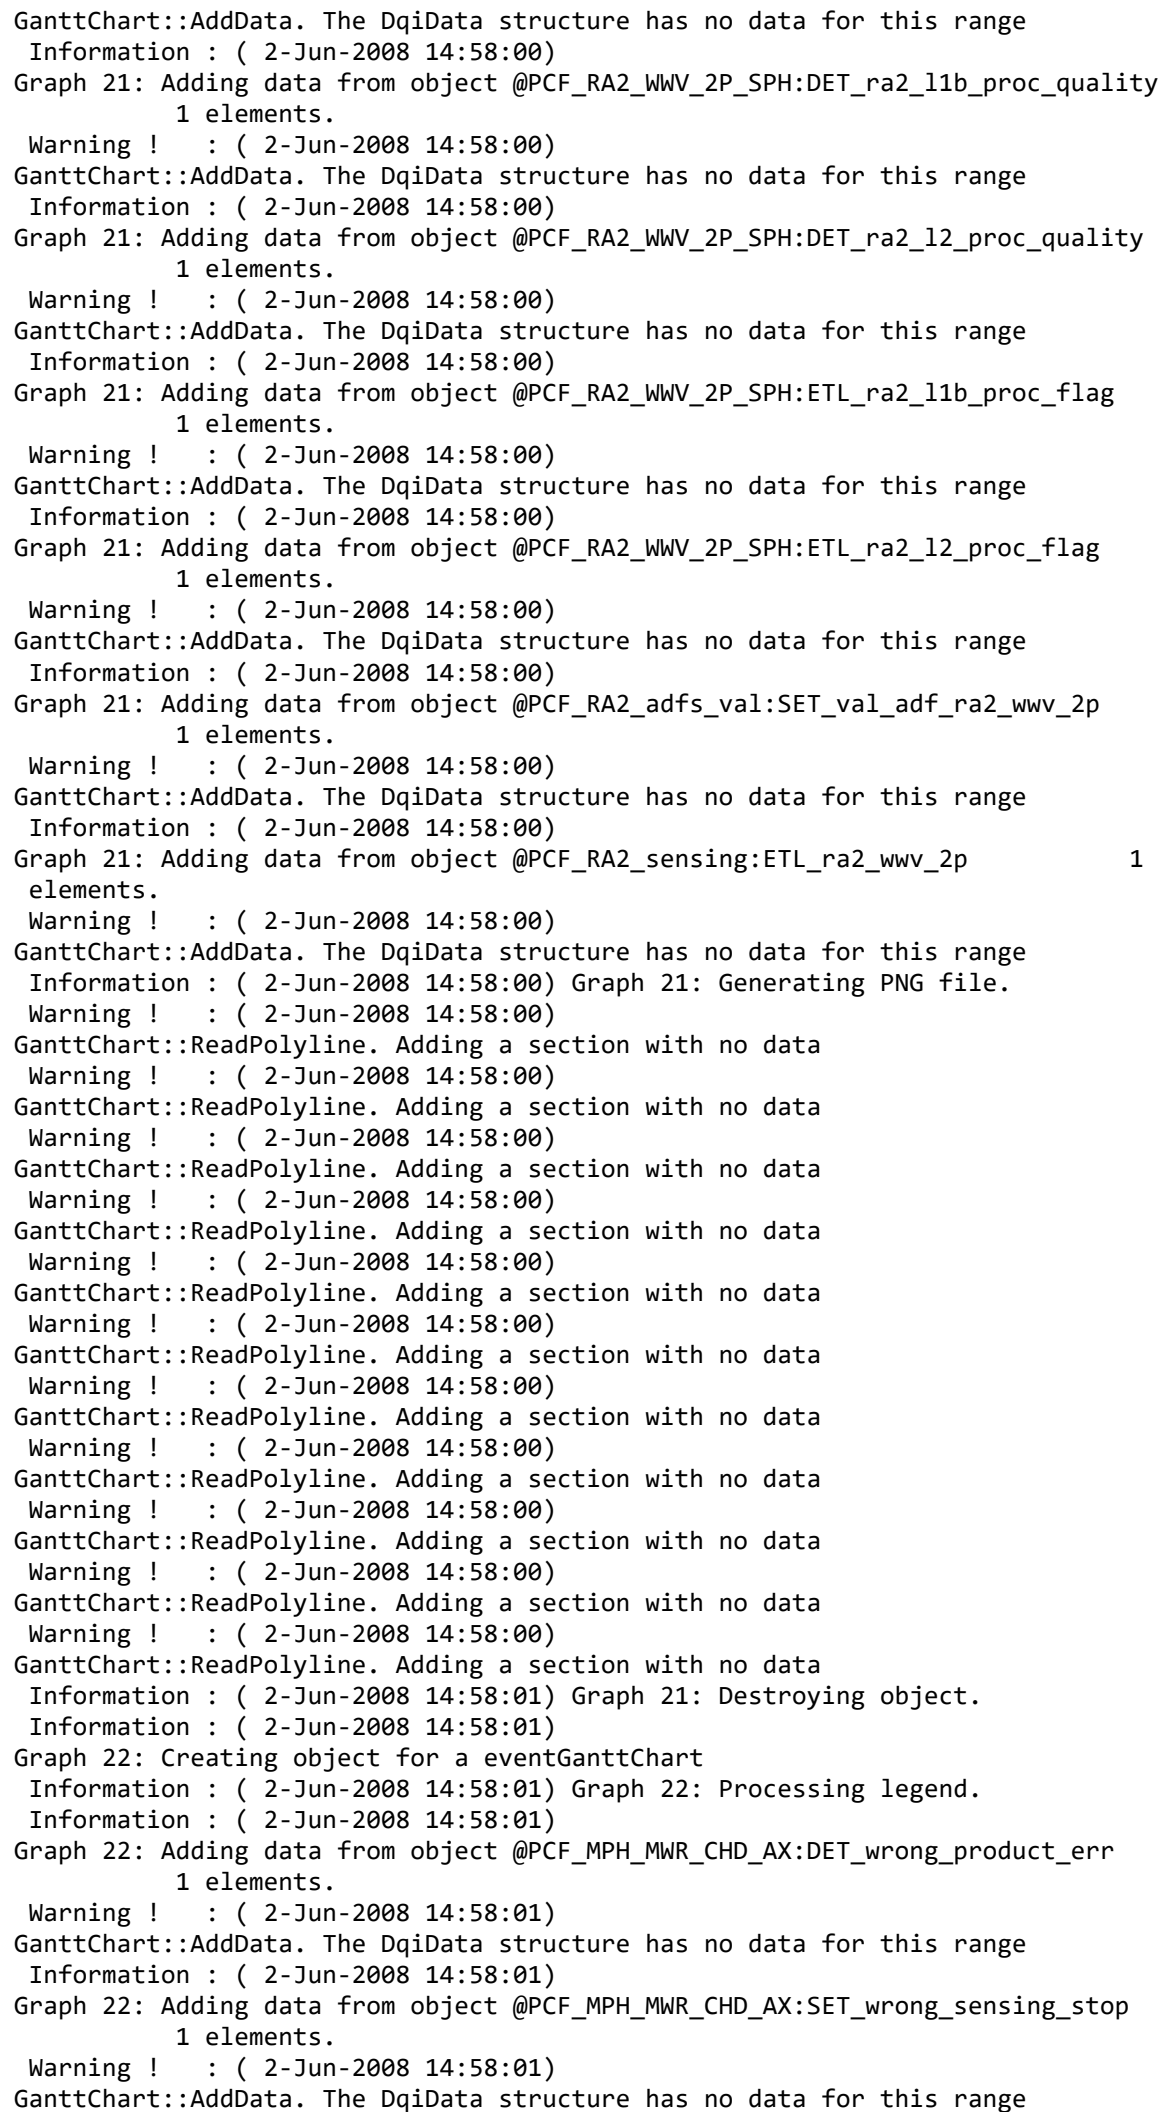 GanttChart::AddData. The DqiData structure has no data for this range
Information : ( 2-Jun-2008 14:58:00)
Graph 21: Adding data from object @PCF_RA2_WWV_2P_SPH:DET_ra2_l1b_proc_quality
1 elements.
Warning !   : ( 2-Jun-2008 14:58:00)
GanttChart::AddData. The DqiData structure has no data for this range
Information : ( 2-Jun-2008 14:58:00)
Graph 21: Adding data from object @PCF_RA2_WWV_2P_SPH:DET_ra2_l2_proc_quality
1 elements.
Warning !   : ( 2-Jun-2008 14:58:00)
GanttChart::AddData. The DqiData structure has no data for this range
Information : ( 2-Jun-2008 14:58:00)
Graph 21: Adding data from object @PCF_RA2_WWV_2P_SPH:ETL_ra2_l1b_proc_flag
1 elements.
Warning !   : ( 2-Jun-2008 14:58:00)
GanttChart::AddData. The DqiData structure has no data for this range
Information : ( 2-Jun-2008 14:58:00)
Graph 21: Adding data from object @PCF_RA2_WWV_2P_SPH:ETL_ra2_l2_proc_flag
1 elements.
Warning !   : ( 2-Jun-2008 14:58:00)
GanttChart::AddData. The DqiData structure has no data for this range
Information : ( 2-Jun-2008 14:58:00)
Graph 21: Adding data from object @PCF_RA2_adfs_val:SET_val_adf_ra2_wwv_2p
1 elements.
Warning !   : ( 2-Jun-2008 14:58:00)
GanttChart::AddData. The DqiData structure has no data for this range
Information : ( 2-Jun-2008 14:58:00)
Graph 21: Adding data from object @PCF_RA2_sensing:ETL_ra2_wwv_2p           1
elements.
Warning !   : ( 2-Jun-2008 14:58:00)
GanttChart::AddData. The DqiData structure has no data for this range
Information : ( 2-Jun-2008 14:58:00) Graph 21: Generating PNG file.
Warning !   : ( 2-Jun-2008 14:58:00)
GanttChart::ReadPolyline. Adding a section with no data
Warning !   : ( 2-Jun-2008 14:58:00)
GanttChart::ReadPolyline. Adding a section with no data
Warning !   : ( 2-Jun-2008 14:58:00)
GanttChart::ReadPolyline. Adding a section with no data
Warning !   : ( 2-Jun-2008 14:58:00)
GanttChart::ReadPolyline. Adding a section with no data
Warning !   : ( 2-Jun-2008 14:58:00)
GanttChart::ReadPolyline. Adding a section with no data
Warning !   : ( 2-Jun-2008 14:58:00)
GanttChart::ReadPolyline. Adding a section with no data
Warning !   : ( 2-Jun-2008 14:58:00)
GanttChart::ReadPolyline. Adding a section with no data
Warning !   : ( 2-Jun-2008 14:58:00)
GanttChart::ReadPolyline. Adding a section with no data
Warning !   : ( 2-Jun-2008 14:58:00)
GanttChart::ReadPolyline. Adding a section with no data
Warning !   : ( 2-Jun-2008 14:58:00)
GanttChart::ReadPolyline. Adding a section with no data
Warning !   : ( 2-Jun-2008 14:58:00)
GanttChart::ReadPolyline. Adding a section with no data
Information : ( 2-Jun-2008 14:58:01) Graph 21: Destroying object.
Information : ( 2-Jun-2008 14:58:01)
Graph 22: Creating object for a eventGanttChart
Information : ( 2-Jun-2008 14:58:01) Graph 22: Processing legend.
Information : ( 2-Jun-2008 14:58:01)
Graph 22: Adding data from object @PCF_MPH_MWR_CHD_AX:DET_wrong_product_err
1 elements.
Warning !   : ( 2-Jun-2008 14:58:01)
GanttChart::AddData. The DqiData structure has no data for this range
Information : ( 2-Jun-2008 14:58:01)
Graph 22: Adding data from object @PCF_MPH_MWR_CHD_AX:SET_wrong_sensing_stop
1 elements.
Warning !   : ( 2-Jun-2008 14:58:01)
GanttChart::AddData. The DqiData structure has no data for this range